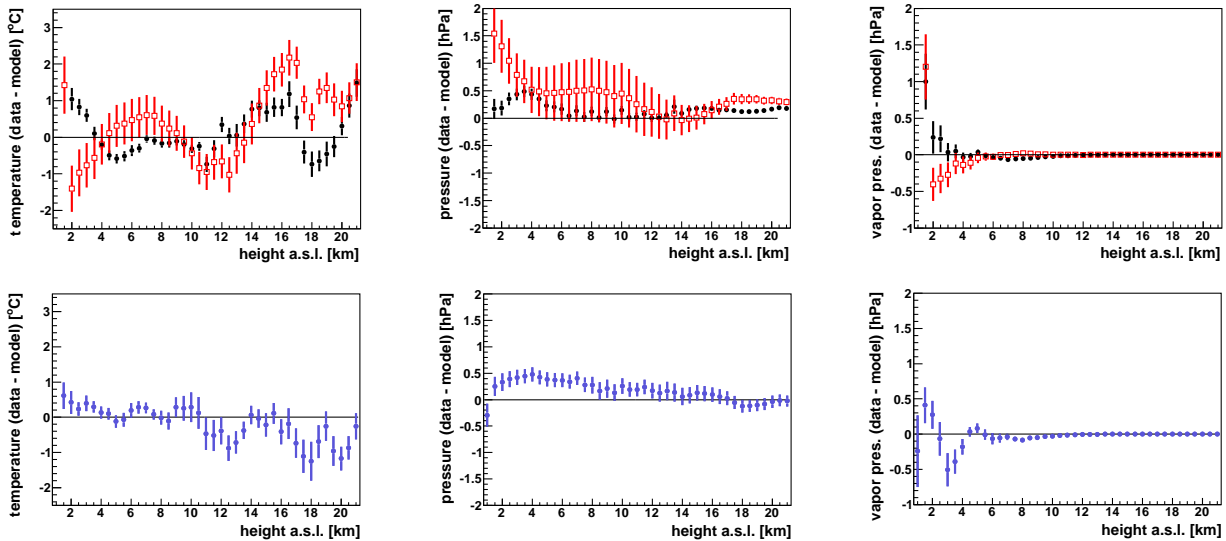 t emperature (data - model) [°C]
3
2
1
0
-1
-2
2 4 6 8 10 12 14 16 18 20
height a.s.l. [km]
pressure (data - model) [hPa]
2
1.5
1
0.5
0
-0.5
-1
-1.5
-2
2 4 6 8 10 12 14 16 18 20
height a.s.l. [km]
vapor pres. (data - model) [hPa]
2
1.5
1
0.5
0
-0.5
-1
2 4 6 8 10 12 14 16 18 20
height a.s.l. [km]
temperature (data - model) [°C]
3
2
1
0
-1
-2
2 4 6 8 10 12 14 16 18 20
height a.s.l. [km]
pressure (data - model) [hPa]
2
1.5
1
0.5
0
-0.5
-1
-1.5
-2
2 4 6 8 10 12 14 16 18 20
height a.s.l. [km]
vapor pres. (data - model) [hPa]
2
1.5
1
0.5
0
-0.5
-1
2 4 6 8 10 12 14 16 18 20
height a.s.l. [km]